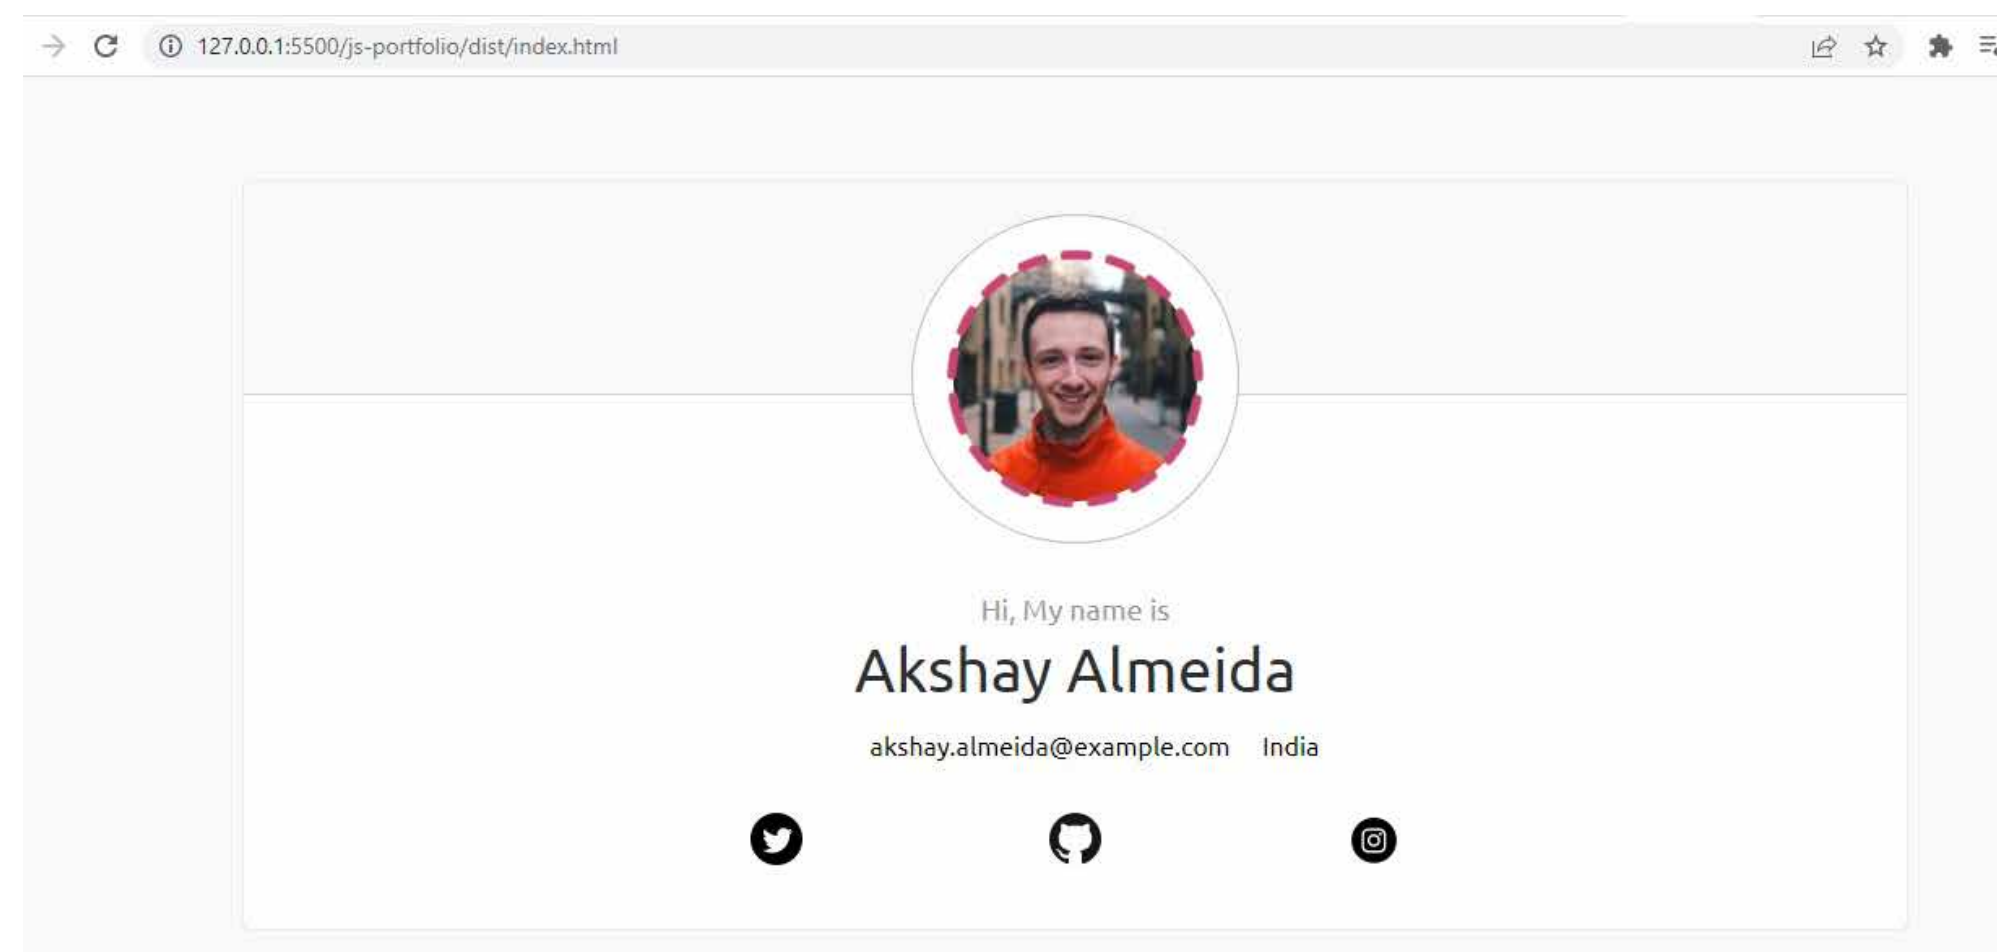 127.0.0.1:5500/js-portfolio/dist/index.html
Hi, My name is
Akshay Almeida
akshay.almeida@example.com India